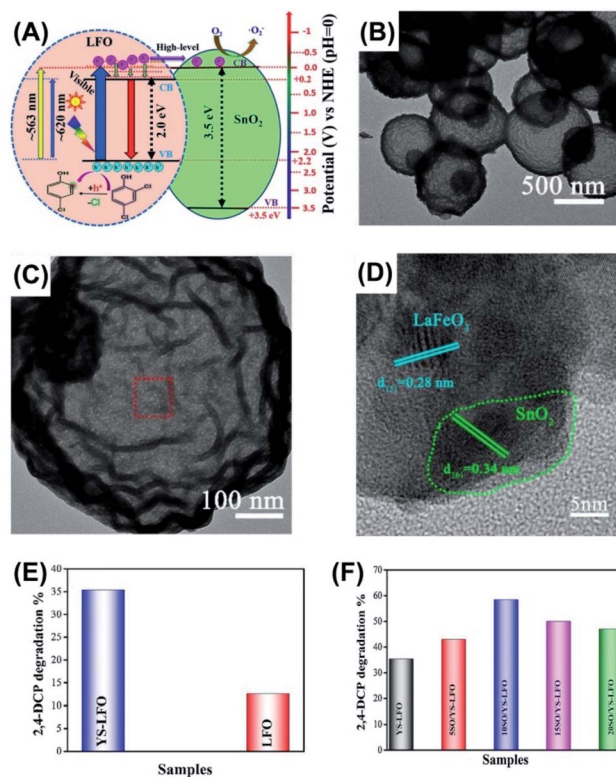 (A)
LFO
High-level
O₂
·O₂⁻
Visible
CB
CB
~563 nm
~620 nm
2.0 eV
3.5 eV
SnO₂
VB
VB
OH
OH
Cl
Cl
Cl
+h⁺
-Cl
+3.5 eV
-1
0.0
+0.2
0.5
1.0
1.5
2.0
+2.2
2.5
3.0
3.5
Potential (V) vs NHE (pH=0)
(B)
500 nm
(C)
100 nm
(D)
LaFeO₃
=0.28 nm
SnO₂
=0.34 nm
5nm
(E)
2,4-DCP degradation %
40
35
30
25
20
15
10
5
0
YS-LFO
LFO
Samples
(F)
2,4-DCP degradation %
70
60
50
40
30
20
10
0
YS-LFO
5SO/YS-LFO
10SO/YS-LFO
15SO/YS-LFO
20SO/YS-LFO
Samples